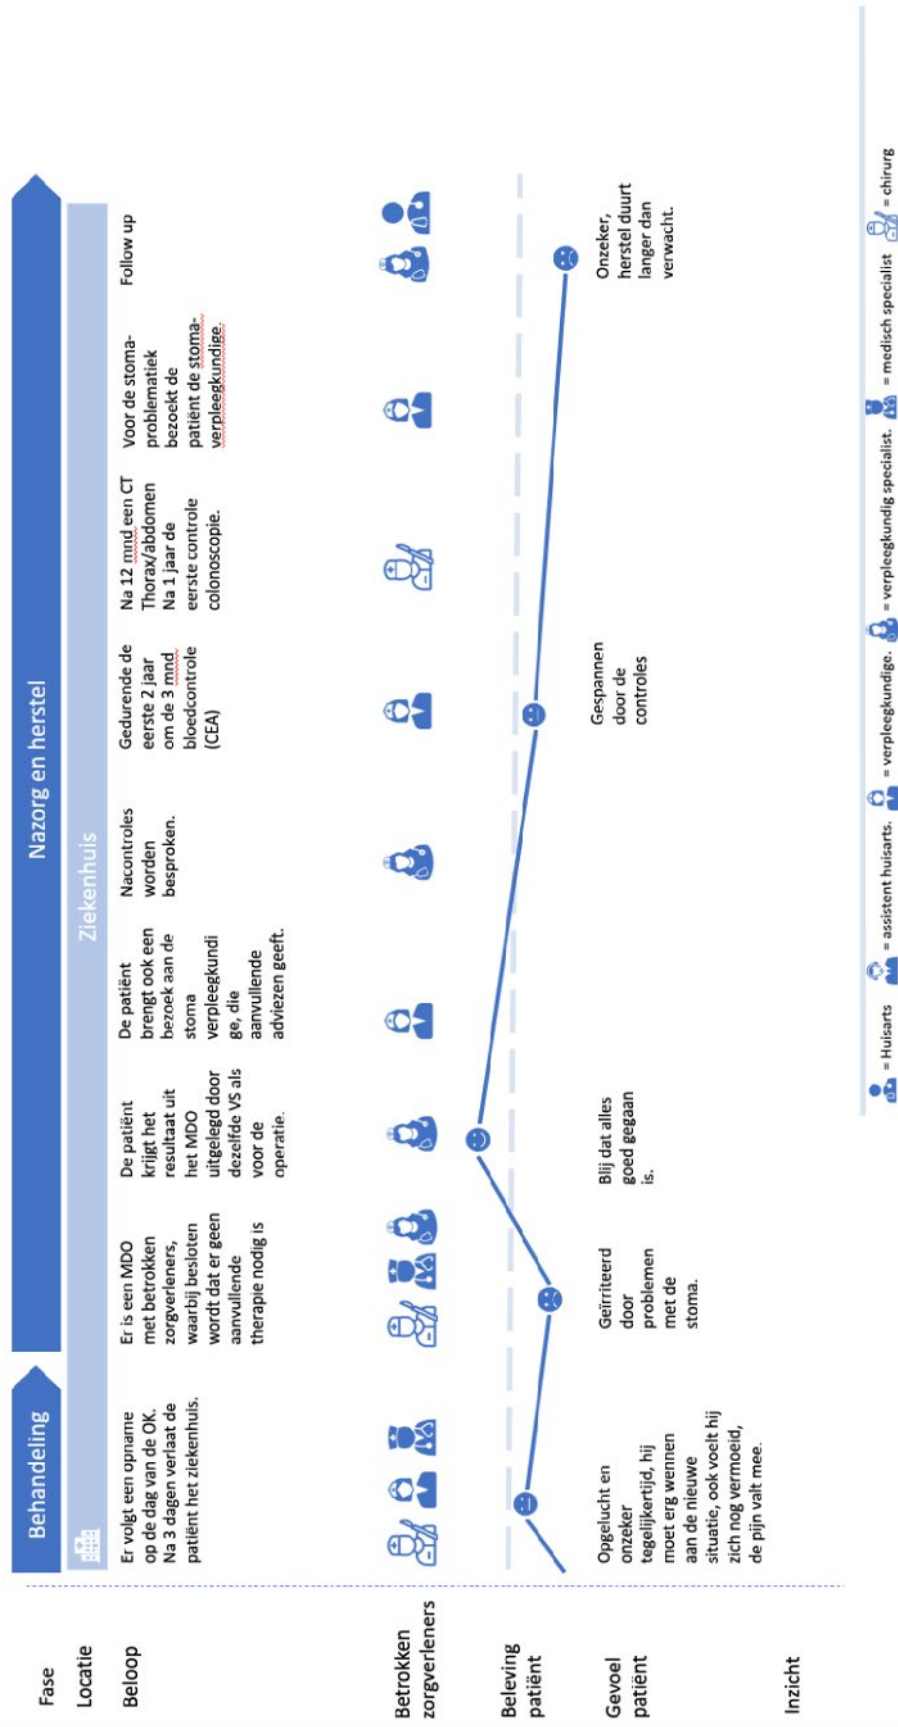 Fase
Behandeling
Nazorg en herstel
Locatie
Ziekenhuis
Beloop
Er volgt een opname
op de dag van de OK.
Na 3 dagen verlaat de
patiënt het ziekenhuis.
Er is een MDO
met betrokken
zorgverleners,
waarbij besloten
wordt dat er geen
aanvullende
therapie nodig is
De patiënt
krijgt het
resultaat uit
het MDO
uitgelegd door
dezelfde VS als
voor de
operatie.
De patiënt
brengt ook een
bezoek aan de
stoma
verpleegkundi
ge, die
aanvullende
adviezen geeft.
Nacontroles
worden
besproken.
Gedurende de
eerste 2 jaar
om de 3 mnd
bloedcontrole
(CEA)
Na 12 mnd een CT
Thorax/abdomen
Na 1 jaar de
eerste controle
colonoscopie.
Voor de stoma-
problematiek
bezoekt de
patiënt de stoma-
verpleegkundige.
Follow up
Betrokken
zorgverleners
Beleving
patiënt
Gevoel
patiënt
Opgelucht en
onzeker
tegelijkertijd, hij
moet erg wennen
aan de nieuwe
situatie, ook voelt hij
zich nog vermoeid,
de pijn valt mee.
Geïrriteerd
door
problemen
met de
stoma.
Blij dat alles
goed gegaan
is.
Gespannen
door de
controles
Onzeker,
herstel duurt
langer dan
verwacht.
Inzicht
= Huisarts
= assistent huisarts.
= verpleegkundige.
= verpleegkundig specialist.
= medisch specialist
= chirurg